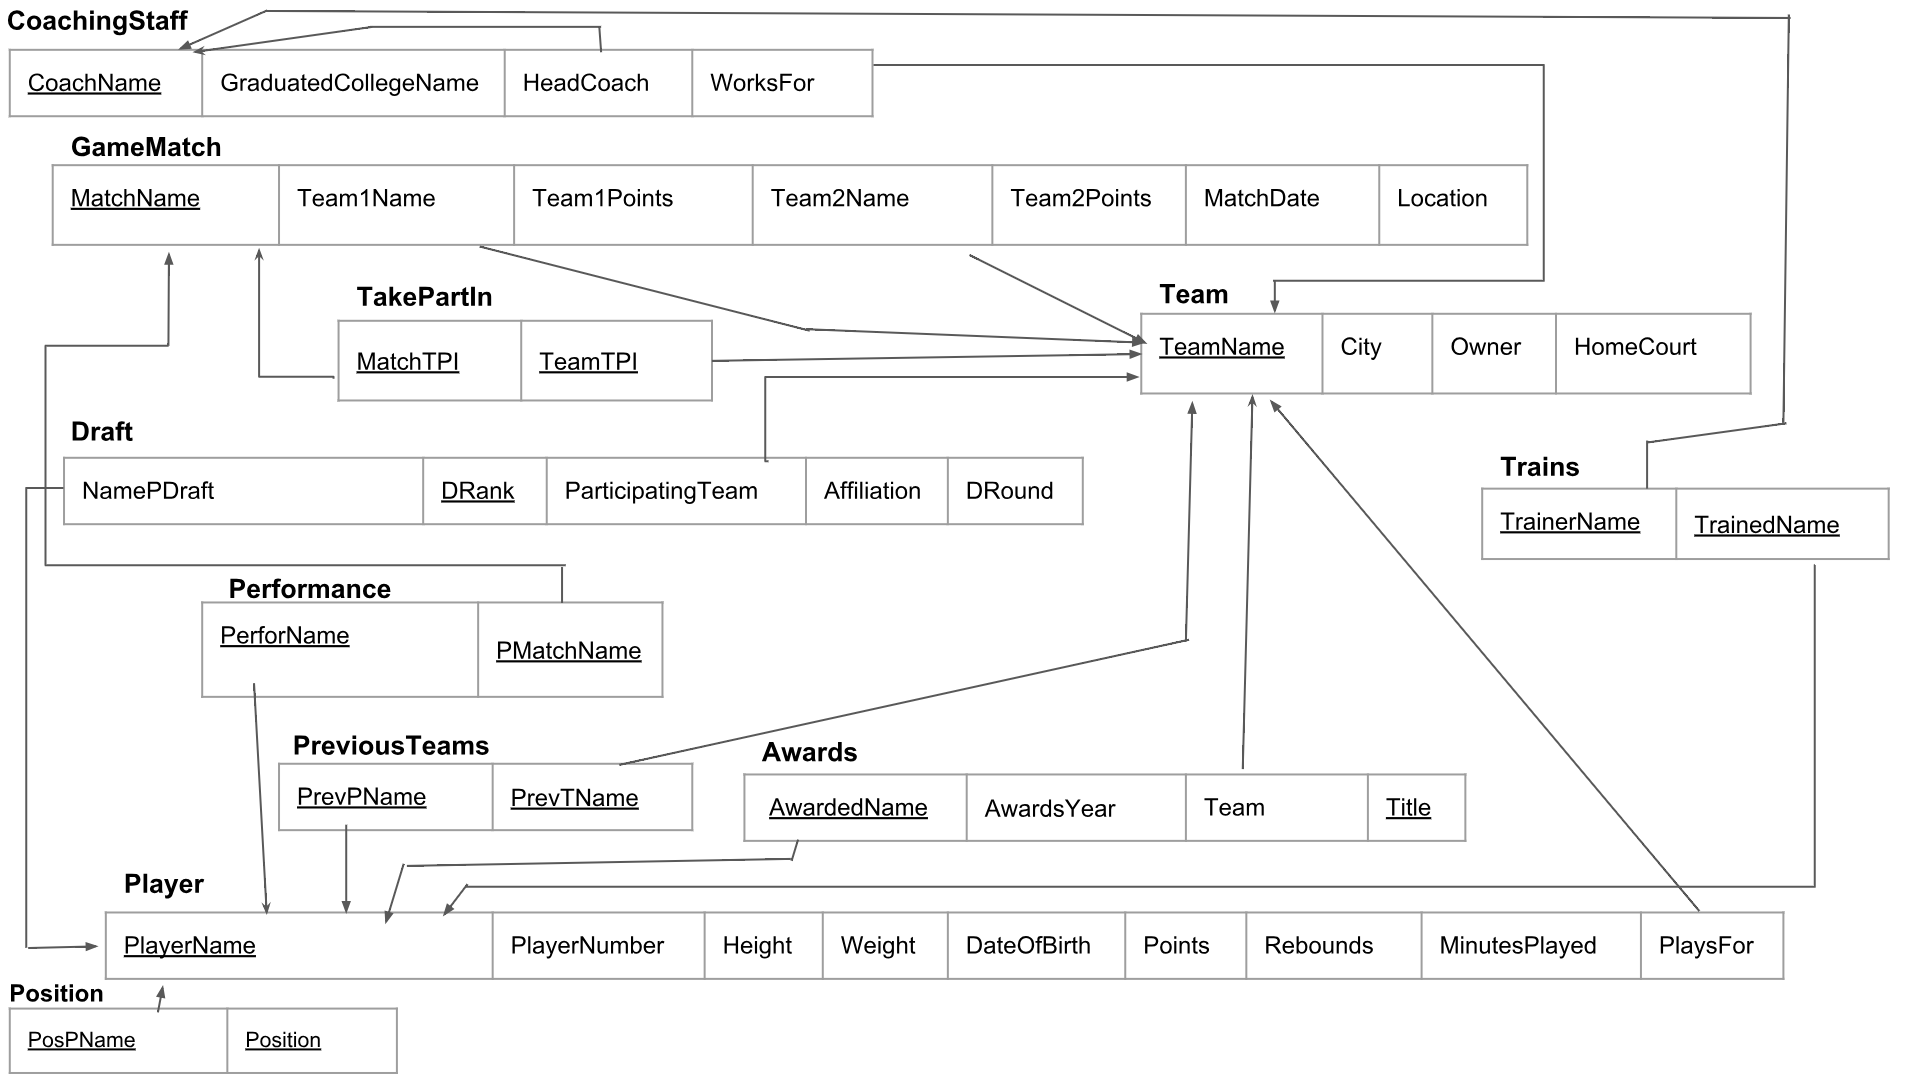 CoachingStaff
CoachName GraduatedCollegeName HeadCoach WorksFor
GameMatch
MatchName Team1Name Team1Points Team2Name Team2Points MatchDate Location
TakePartIn
MatchTPI TeamTPI
Team
TeamName City Owner HomeCourt
Draft
NamePDraft DRank ParticipatingTeam Affiliation DRound
Trains
TrainerName TrainedName
Performance
PerforName PMatchName
PreviousTeams
PrevPName PrevTName
Awards
AwardedName AwardsYear Team Title
Player
PlayerName PlayerNumber Height Weight DateOfBirth Points Rebounds MinutesPlayed PlaysFor
Position
PosPName Position